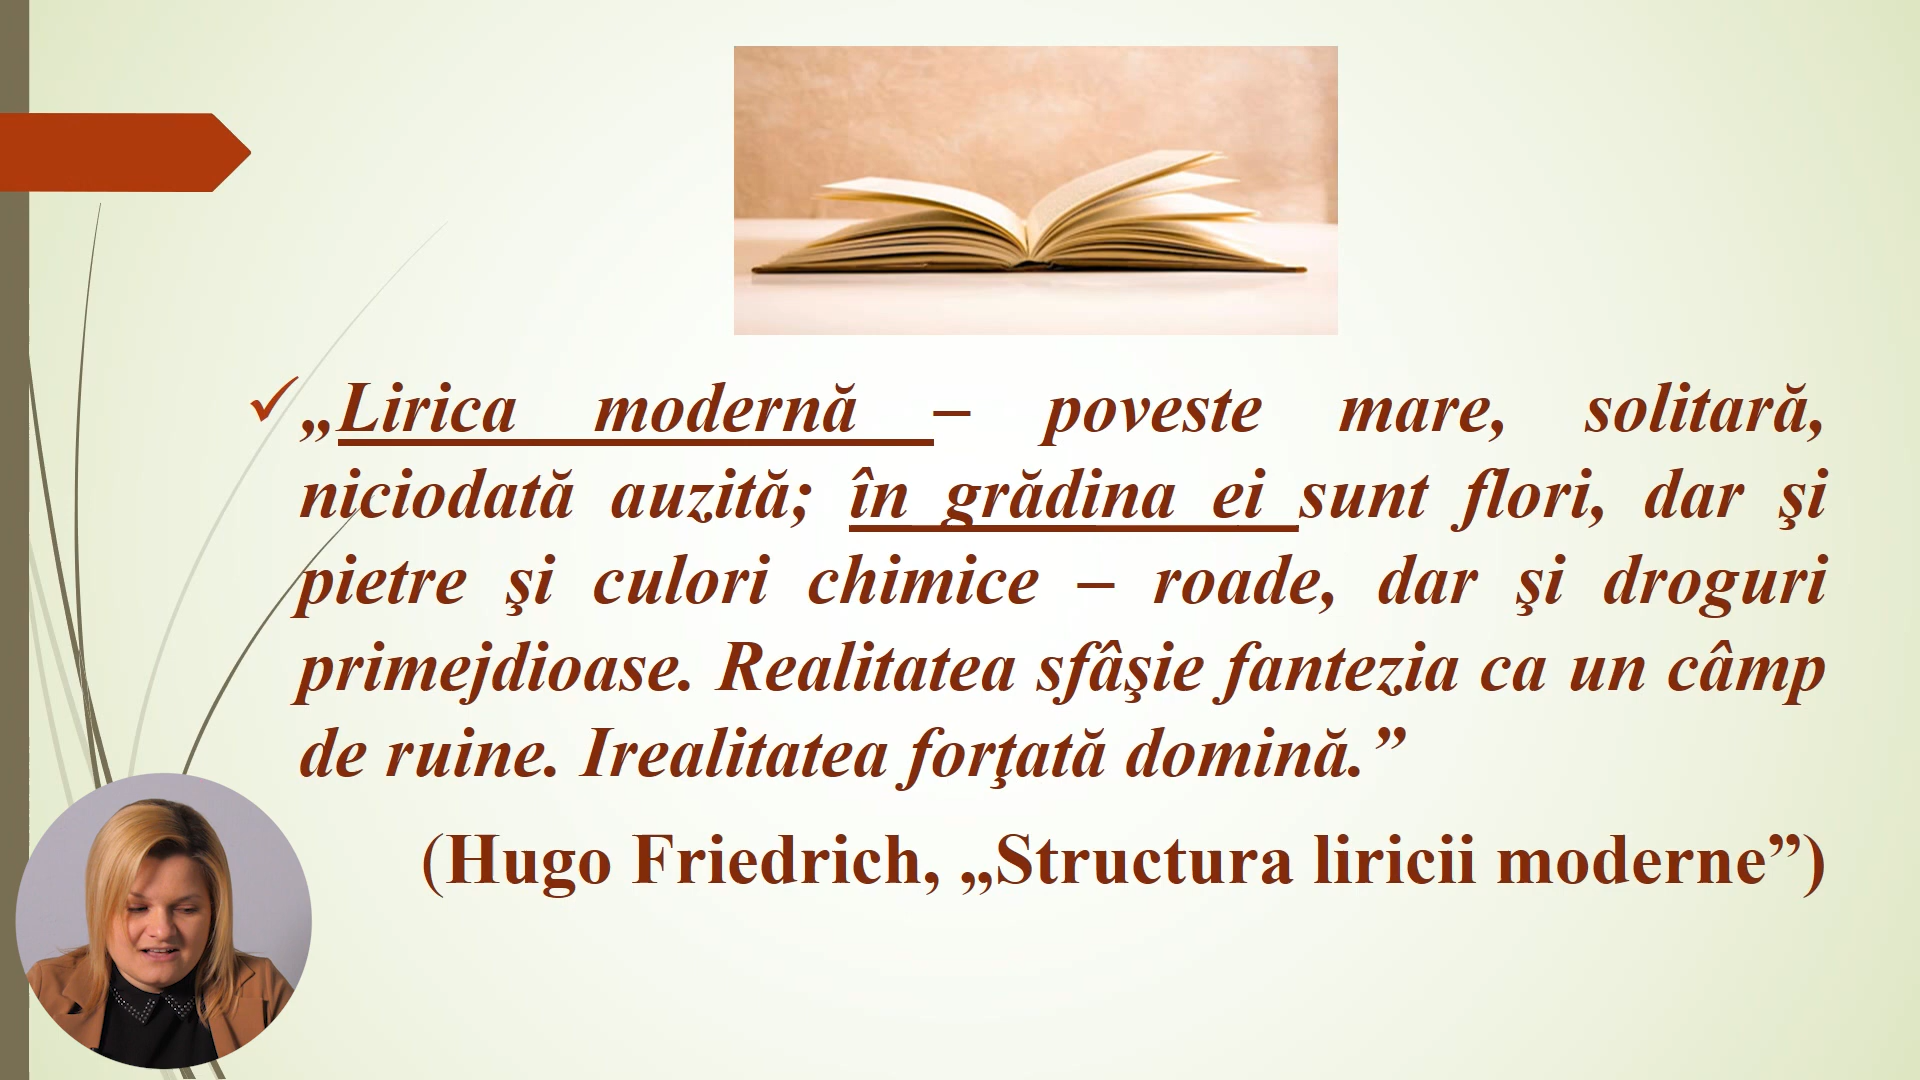 „Lirica modernă – poveste mare, solitară,
niciodată auzită; în grădina ei sunt flori, dar şi
pietre şi culori chimice – roade, dar şi droguri
primejdioase. Realitatea sfâşie fantezia ca un câmp
de ruine. Irealitatea forţată domină.”
(Hugo Friedrich, „Structura liricii moderne”)